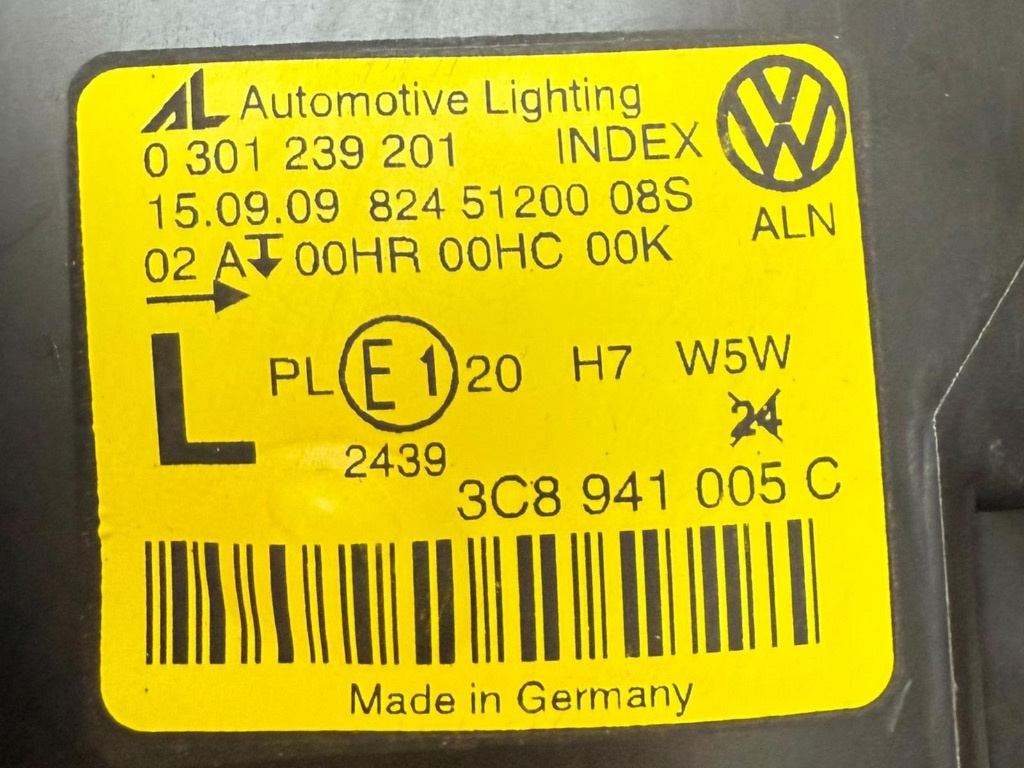 AL Automotive Lighting
0 301 239 201 INDEX
15.09.09 824 51200 08S
ALN
02 A 00HR 00HC 00K
L PL E1 20 H7 W5W
24
2439
3C8 941 005 C
Made in Germany